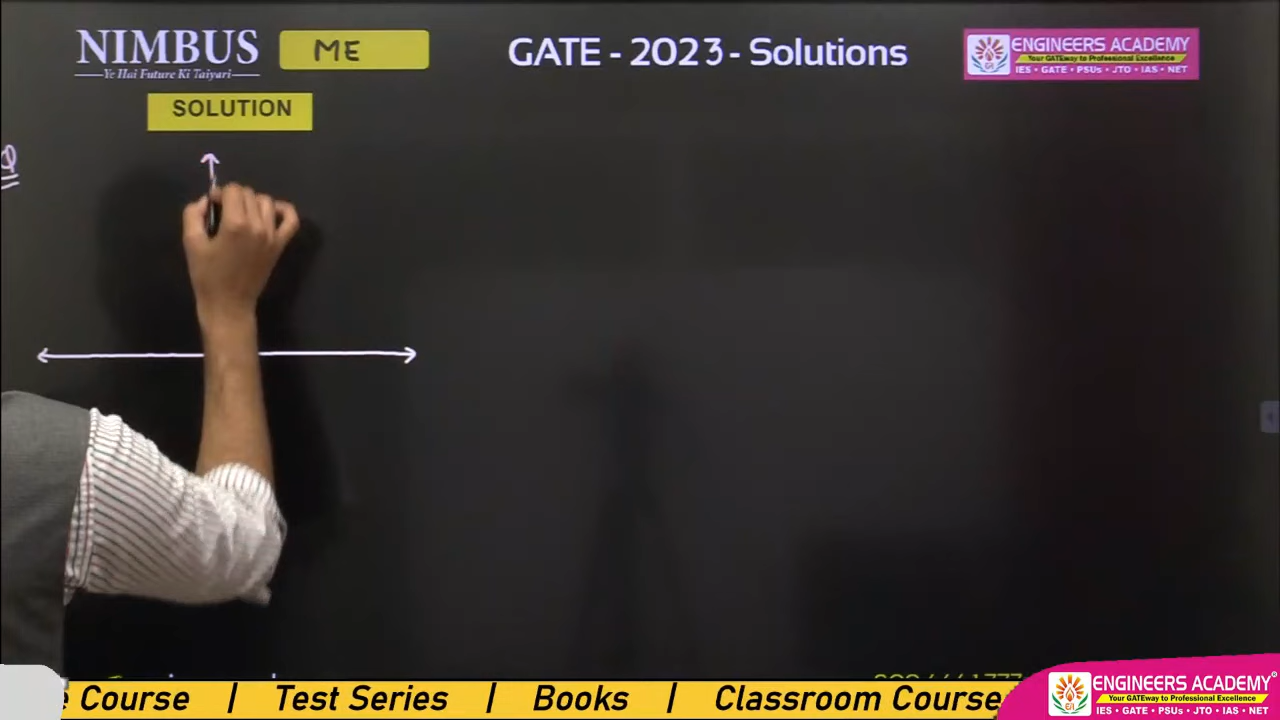 NIMBUS
Ye Hai Future Ki Taiyari
ME
GATE - 2023 - Solutions
ENGINEERS ACADEMY
Your GATEway to Professional Excellence
IES • GATE • PSUs • JTO • IAS • NET
SOLUTION
Q
e Course | Test Series | Books | Classroom Course
ENGINEERS ACADEMY
Your GATEway to Professional Excellence
IES • GATE • PSUs • JTO • IAS • NET